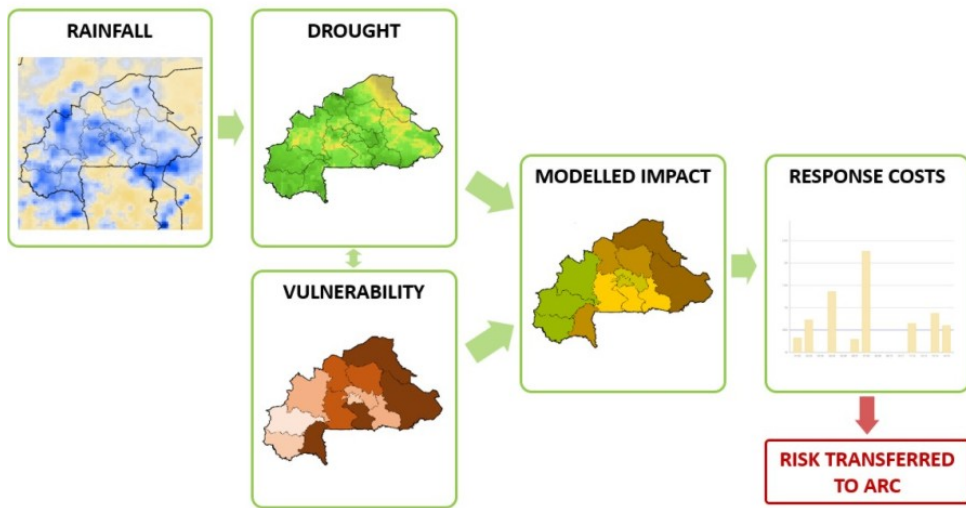 RAINFALL
DROUGHT
VULNERABILITY
MODELLED IMPACT
RESPONSE COSTS
RISK TRANSFERRED
TO ARC